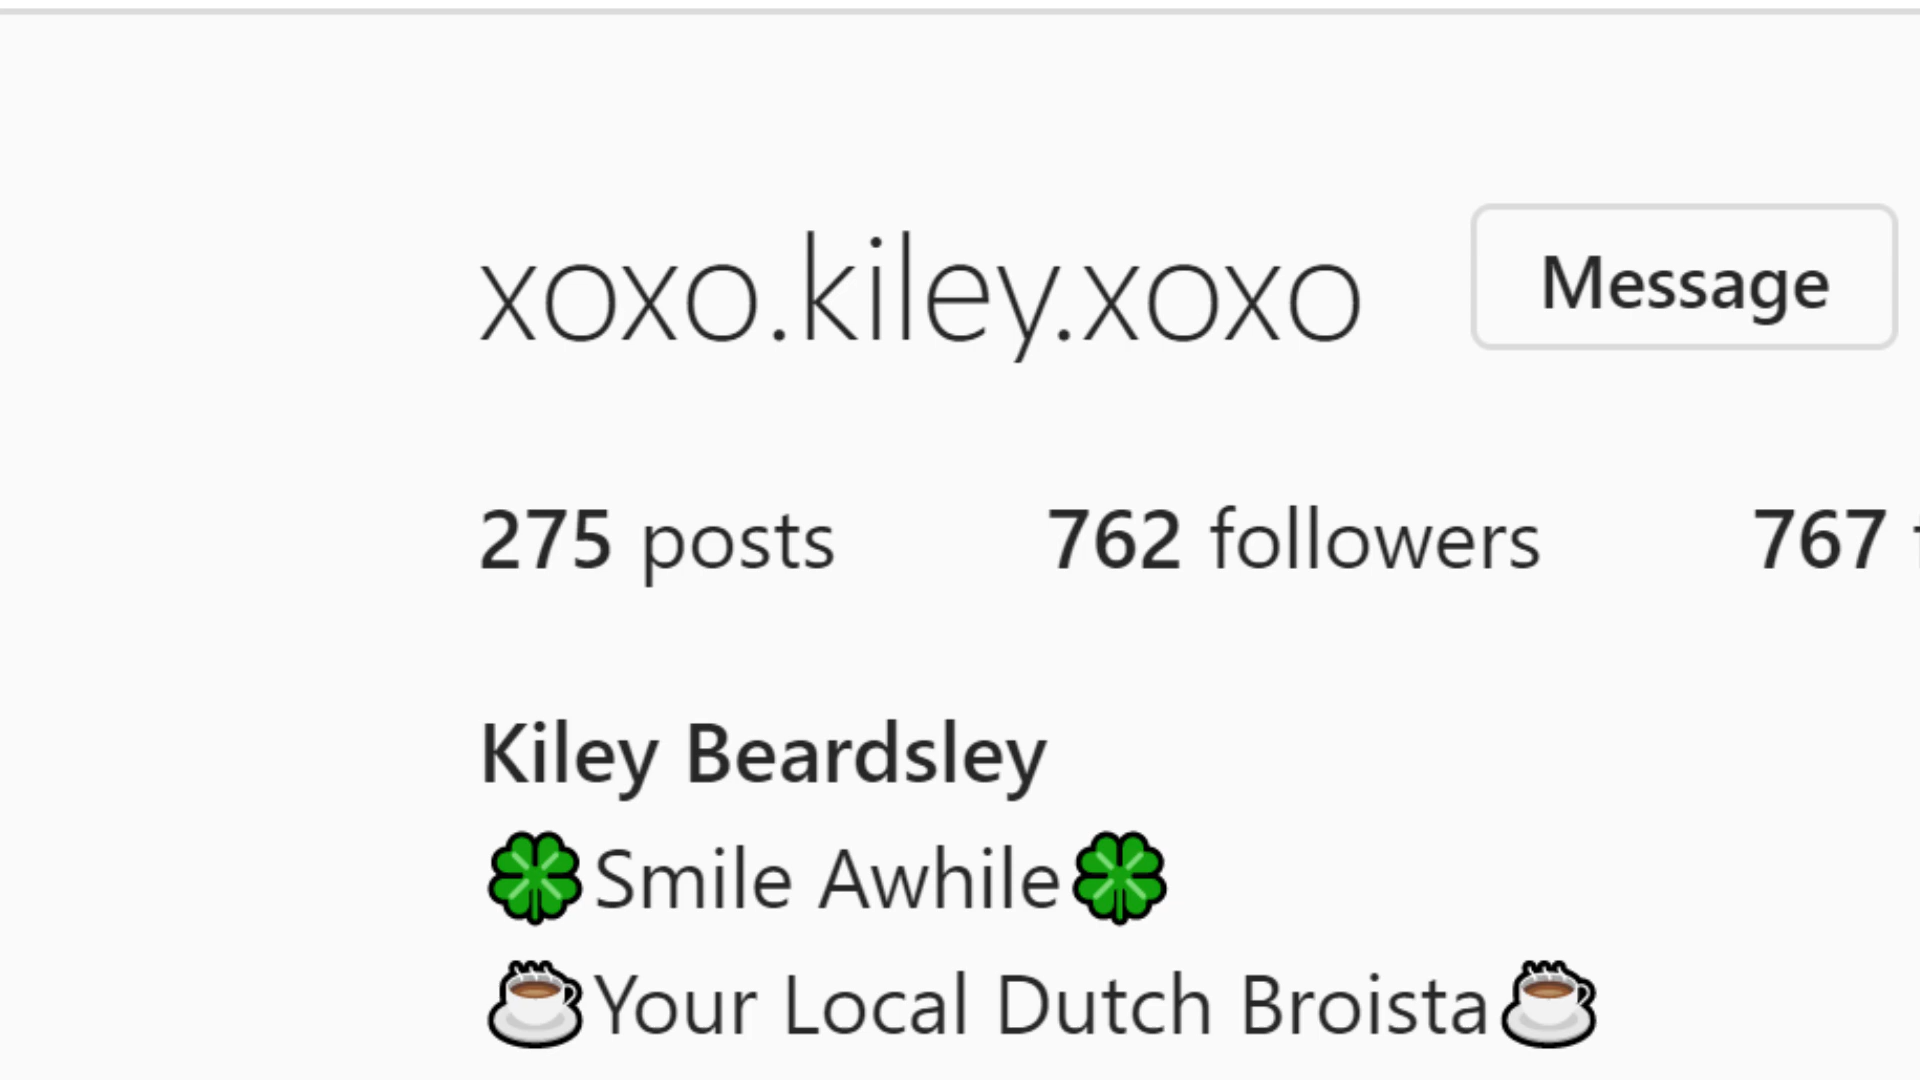 xoxo.kiley.xoxo Message
275 posts 762 followers 767
Kiley Beardsley
🍀Smile Awhile🍀
☕Your Local Dutch Broista☕